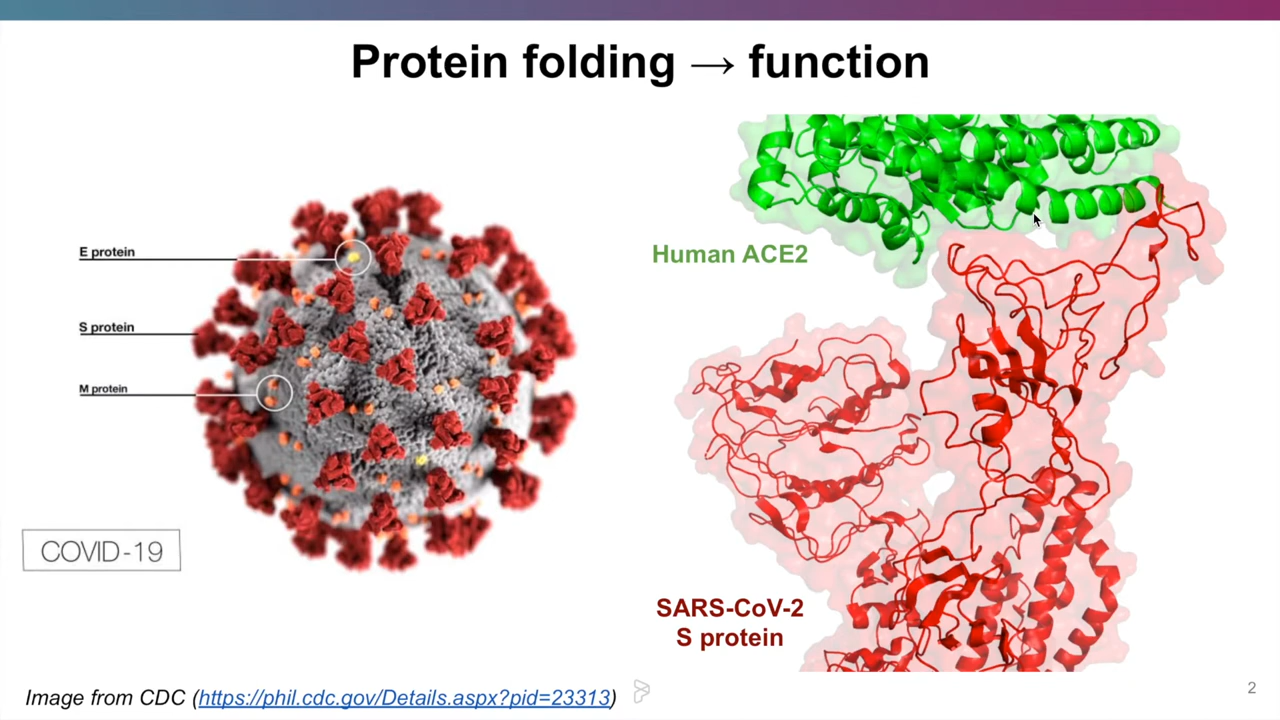 Protein folding → function
E protein
S protein
M protein
COVID-19
Human ACE2
SARS-CoV-2
S protein
Image from CDC (https://phil.cdc.gov/Details.aspx?pid=23313)
2